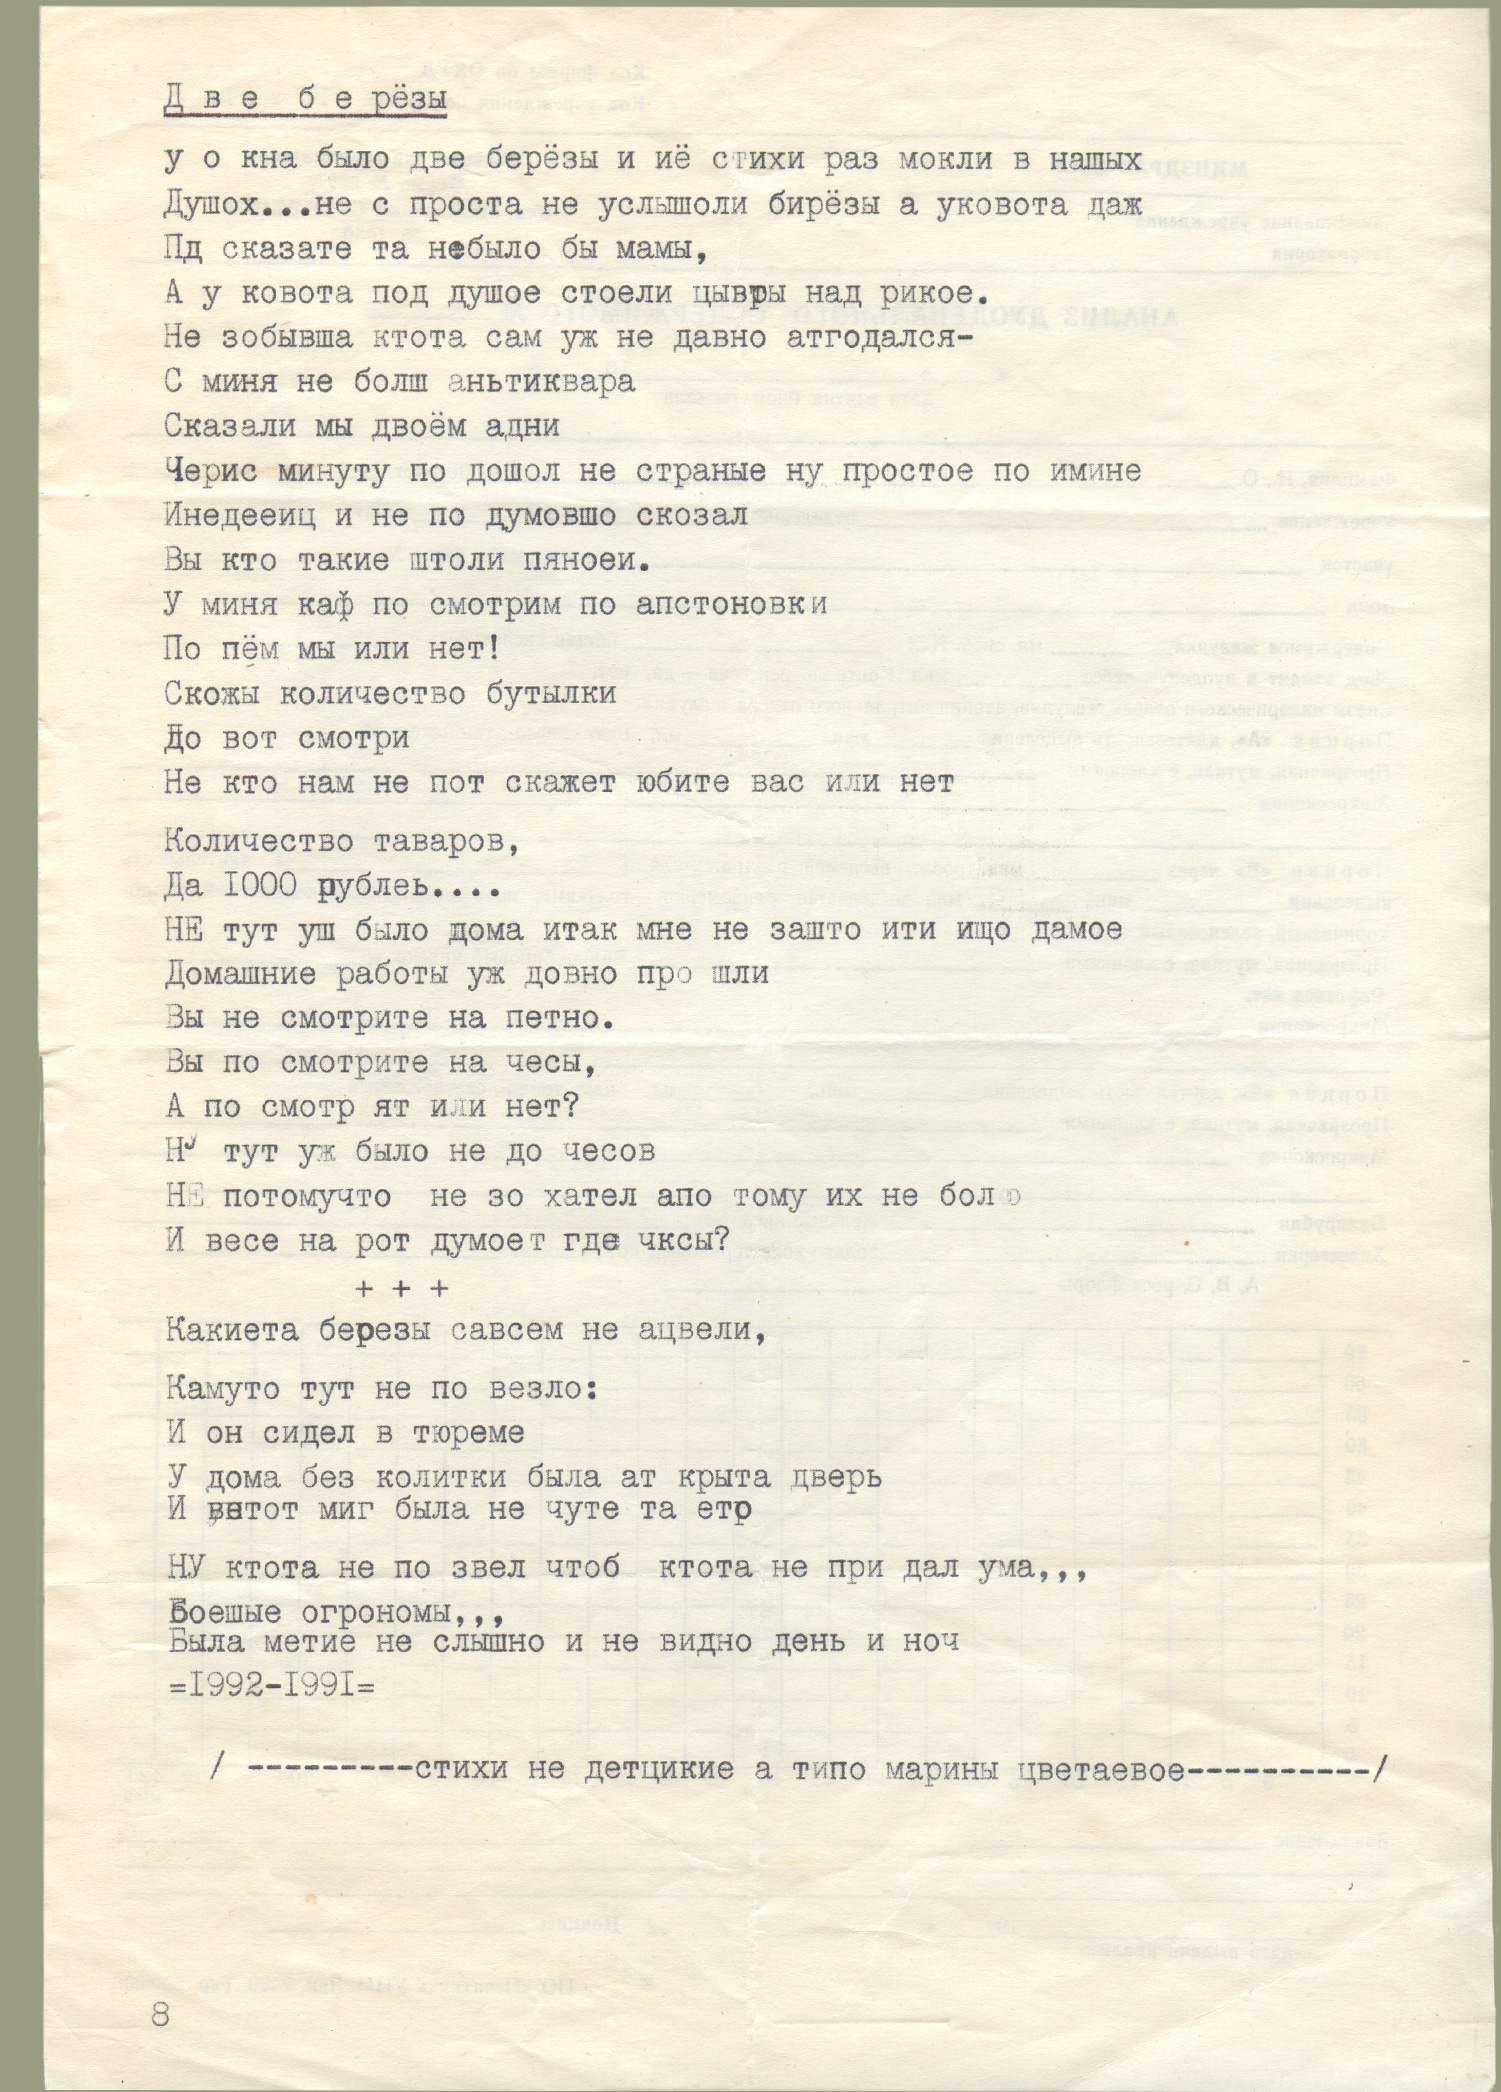 Д в е  б е рёзы
у о кна было две берёзы и иё стихи раз мокли в нашых
Душох...не с проста не услышоли бирёзы а уковота даж
Пд сказате та небыло бы мамы,
А у ковота под душое стоели цывтры над рикое.
Не зобывша ктота сам уж не давно атгодался-
С миня не болш аньтиквара
Сказали мы двоём адни
Черис минуту по дошол не страные ну простое по имине
Инедееиц и не по думовшо скозал
Вы кто такие штоли пяноеи.
У миня каф по смотрим по апстоновки
По пём мы или нет!
Скожы количество бутылки
До вот смотри
Не кто нам не пот скажет юбите вас или нет
Количество таваров,
Да 1000 рублеь....
НЕ тут уш было дома итак мне не зашто ити ищо дамое
Домашние работы уж довно про шли
Вы не смотрите на петно.
Вы по смотрите на чесы,
А по смотр ят или нет?
Ну тут уж было не до чесов
НЕ потомучто  не зо хател апо тому их не бол о
И весе на рот думоет где чксы?
+ + +
Какиета березы савсем не ацвели,
Камуто тут не по везло:
И он сидел в тюреме
У дома без колитки была ат крыта дверь
И тот миг была не чуте та
НУ ктота не по звел чтоб  ктота не при дал ума,,,
Боешые огрономы,,,
Была метие не слышно и не видно день и ноч
=1992-1991=
/ ---------стихи не детцикие а типо марины цветаевое----------/
8